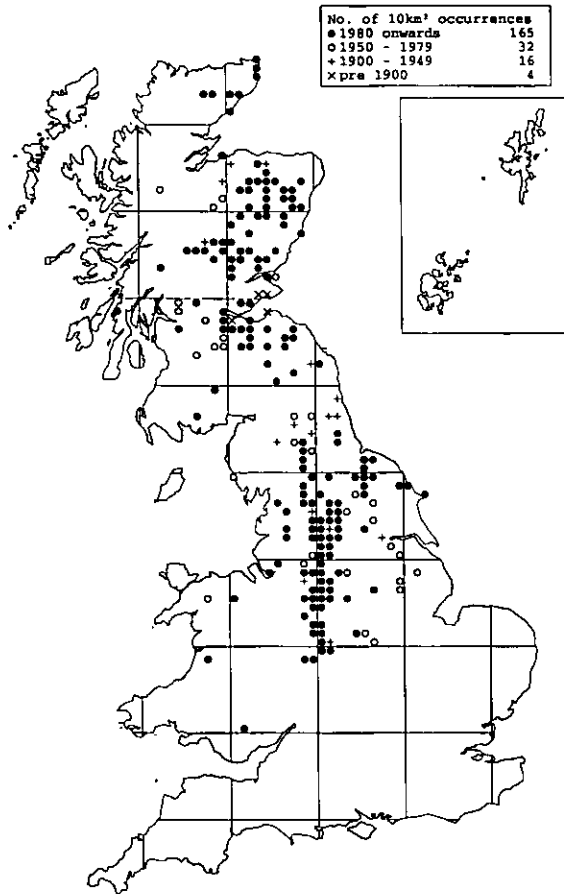 No. of 10km² occurrences
● 1980 onwards 165
○ 1950 - 1979 32
+ 1900 - 1949 16
× pre 1900 4